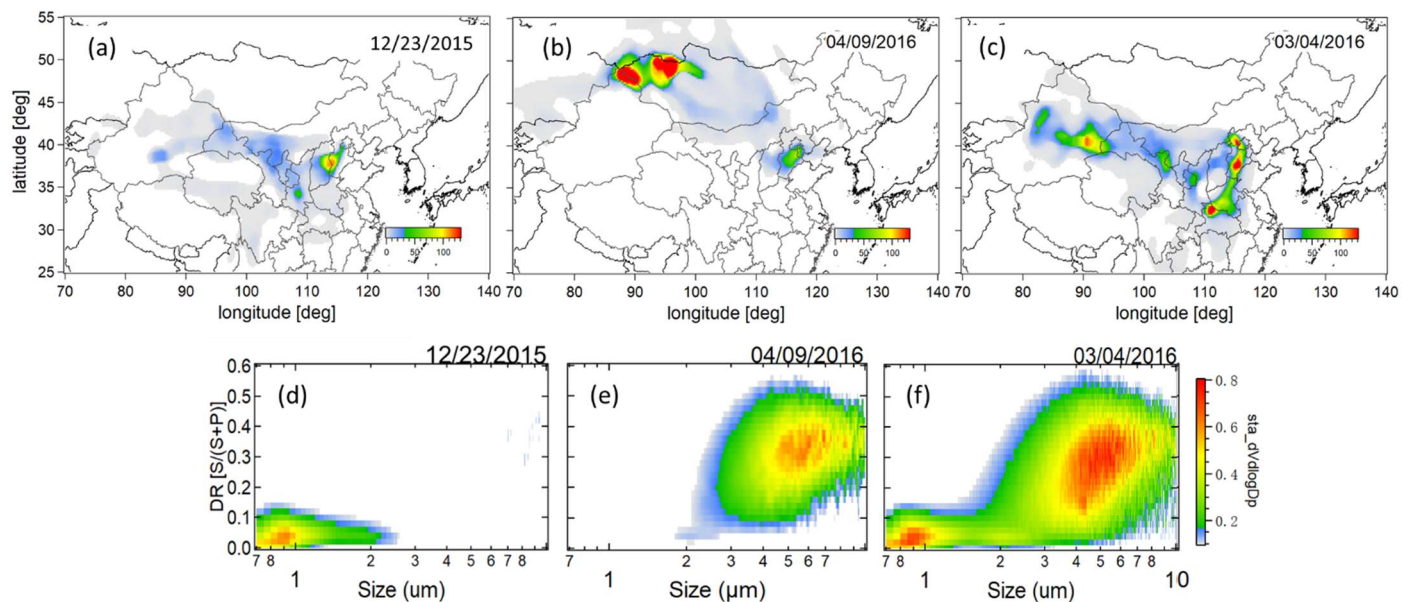 (a) 12/23/2015
(b) 04/09/2016
(c) 03/04/2016
latitude [deg]
55
50
45
40
35
30
25
0 50 100
0 50 100
0 50 100
70 80 90 100 110 120 130 140
70 80 90 100 110 120 130 140
70 80 90 100 110 120 130 140
longitude [deg]
longitude [deg]
longitude [deg]
12/23/2015
04/09/2016
03/04/2016
(d)
(e)
(f)
DR [S/(S+P)]
0.6
0.5
0.4
0.3
0.2
0.1
0.0
7 8 1 2 3 4 5 6 7 8
7 8 1 2 3 4 5 6 7 8
7 8 1 2 3 4 5 6 7 8 10
Size (um)
Size (μm)
Size (um)
0.8
0.6
0.4
0.2
sta_dVdlogDp